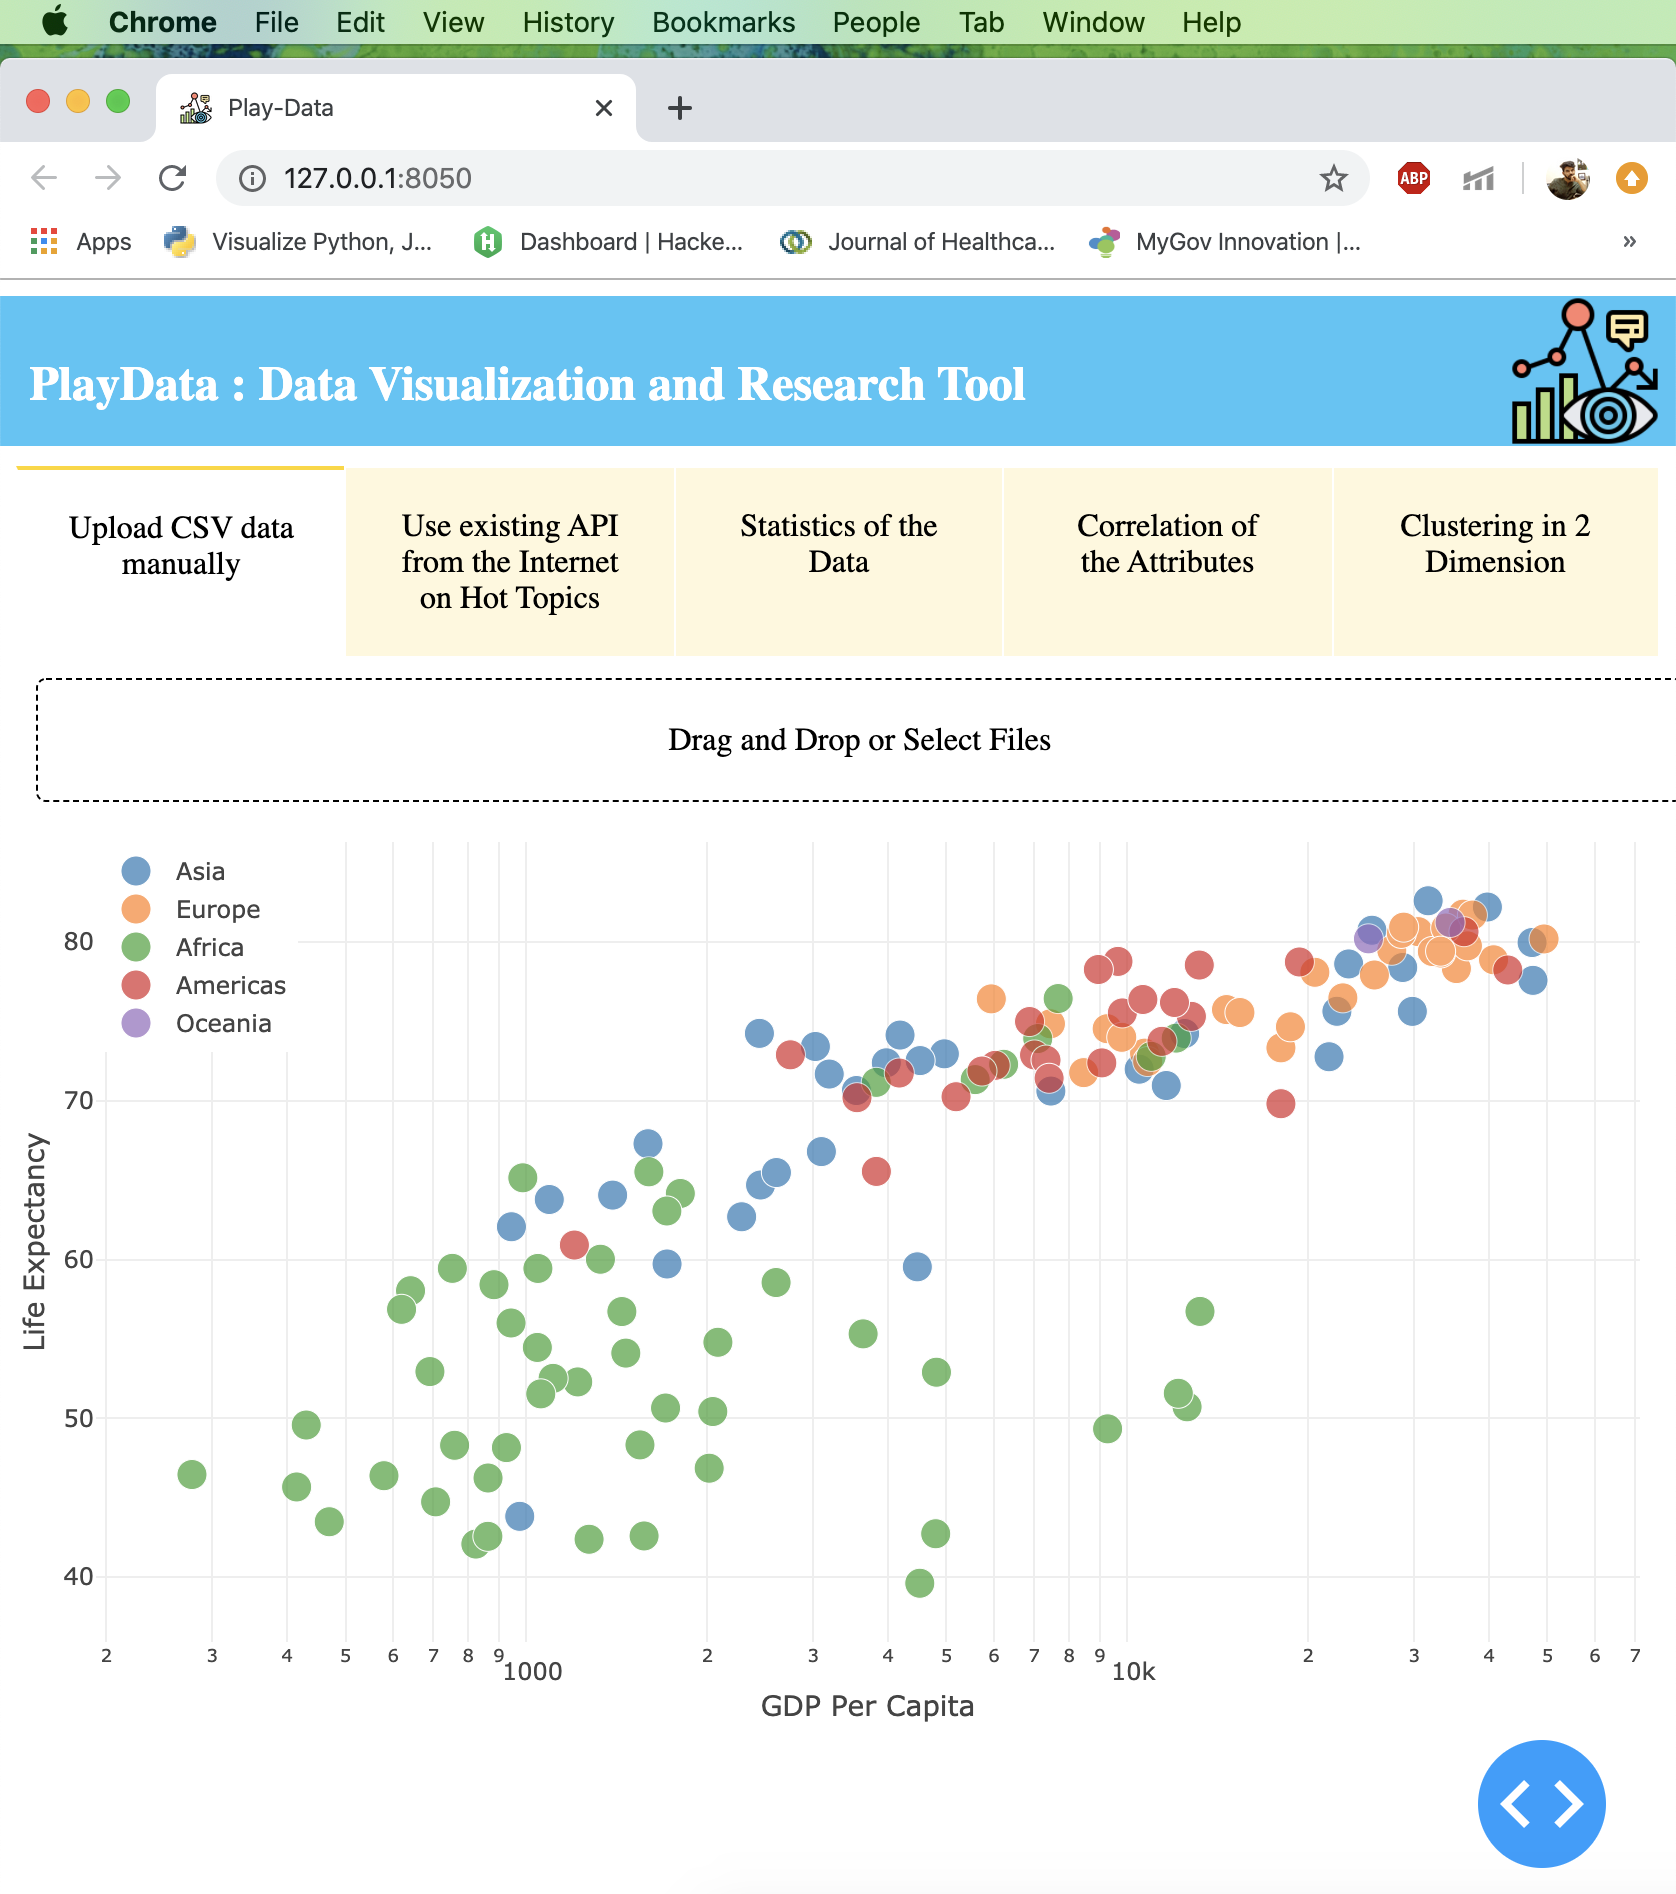 Chrome File Edit View History Bookmarks People Tab Window Help
Play-Data
127.0.0.1:8050
ABP
Apps Visualize Python, J... Dashboard | Hacke... Journal of Healthca... MyGov Innovation |... »
PlayData : Data Visualization and Research Tool
Upload CSV data
manually
Use existing API
from the Internet
on Hot Topics
Statistics of the
Data
Correlation of
the Attributes
Clustering in 2
Dimension
Drag and Drop or Select Files
Asia
Europe
Africa
Americas
Oceania
80
70
60
50
40
Life Expectancy
2 3 4 5 6 7 8 9 1000 2 3 4 5 6 7 8 9 10k 2 3 4 5 6 7
GDP Per Capita